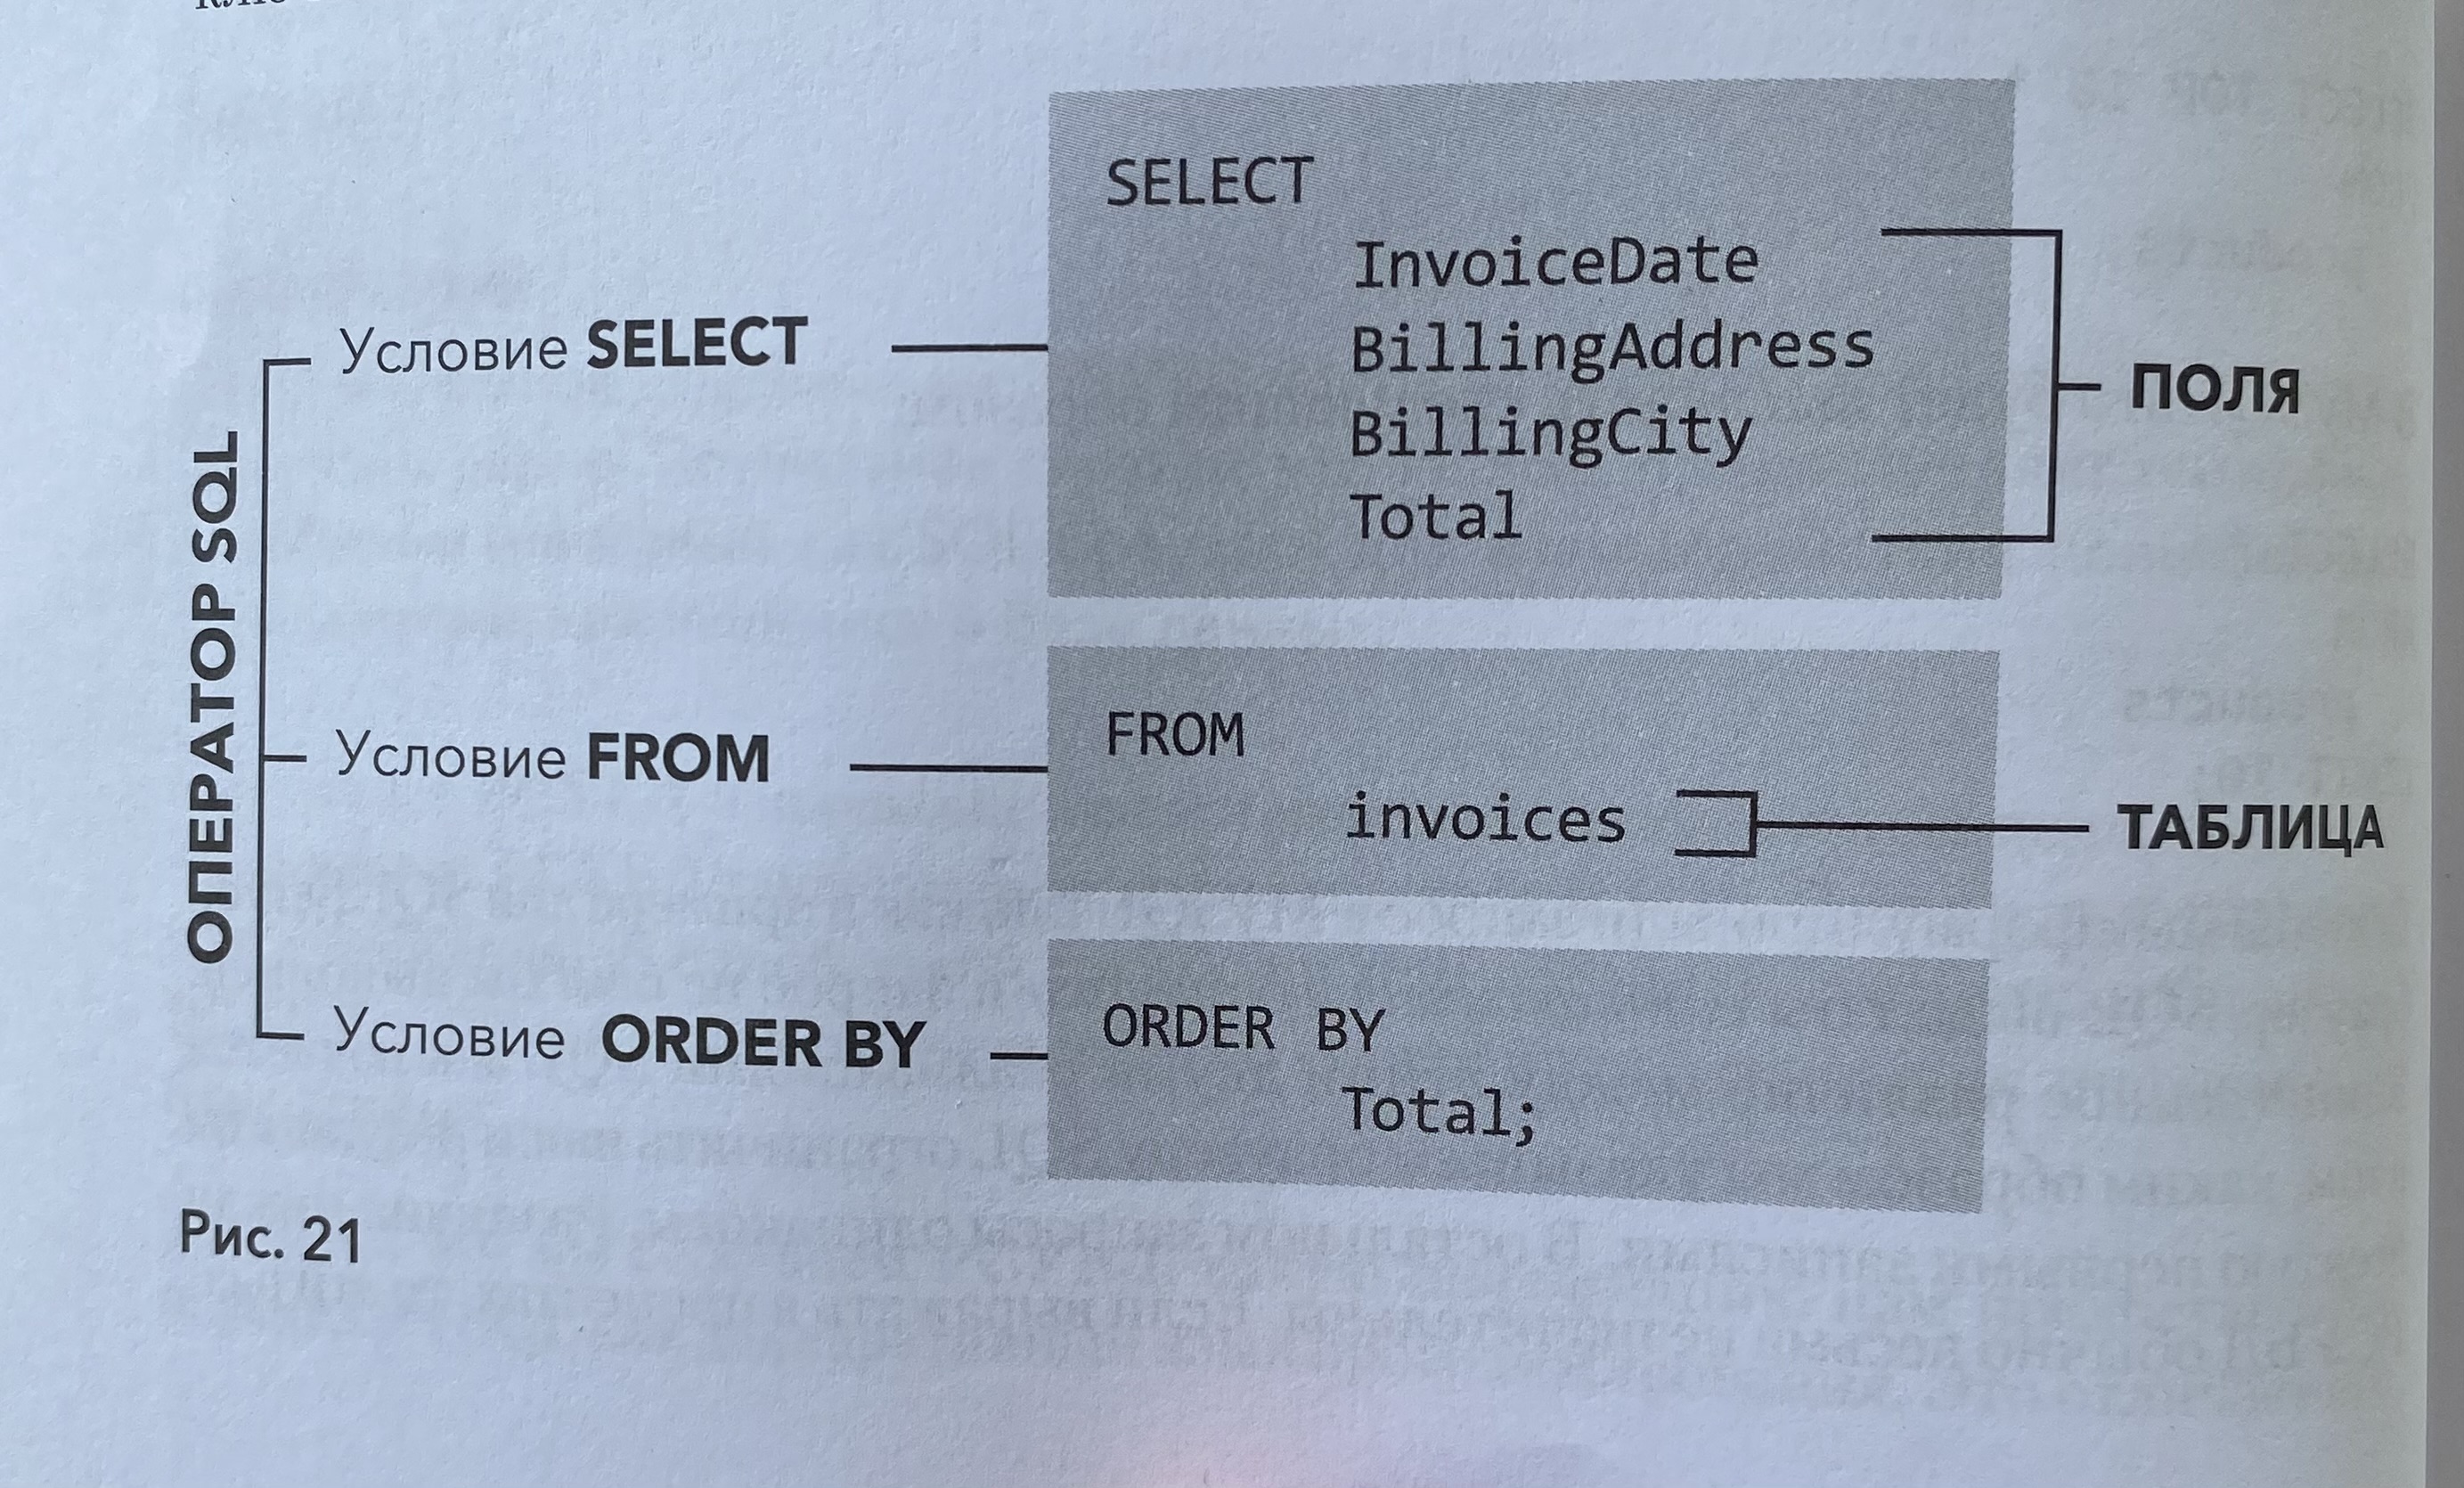 ОПЕРАТОР SQL
Условие SELECT
SELECT
InvoiceDate
BillingAddress
BillingCity
Total
ПОЛЯ
Условие FROM
FROM
invoices
ТАБЛИЦА
Условие ORDER BY
ORDER BY
Total;
Рис. 21